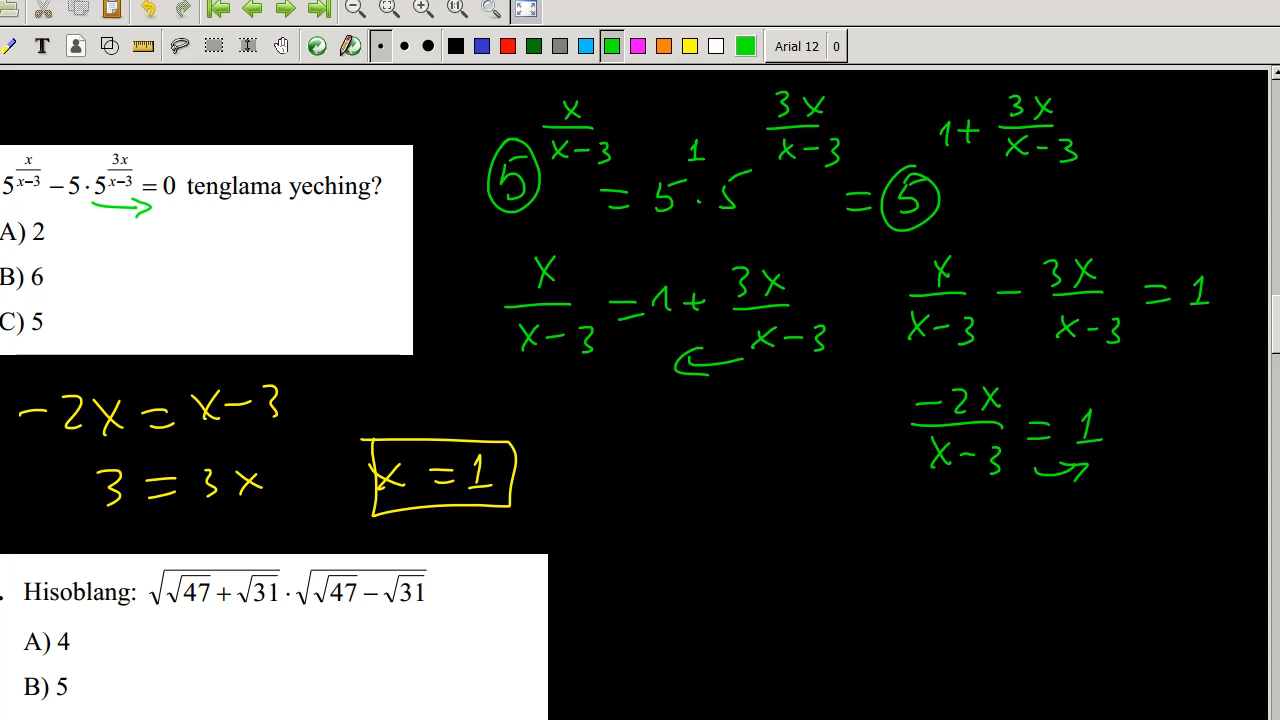 T
Arial 12 0
5^(x/(x−3)) − 5 · 5^(3x/(x−3)) = 0 tenglama yeching?
A) 2
B) 6
C) 5
5^(x/(x−3)) = 5¹ · 5^(3x/(x−3)) = 5^(1+3x/(x−3))
x/(x−3) = 1 + 3x/(x−3)
x/(x−3) − 3x/(x−3) = 1
−2x/(x−3) = 1
−2x = x−3
3 = 3x
x = 1
. Hisoblang: √(√47 + √31) · √(√47 − √31)
A) 4
B) 5